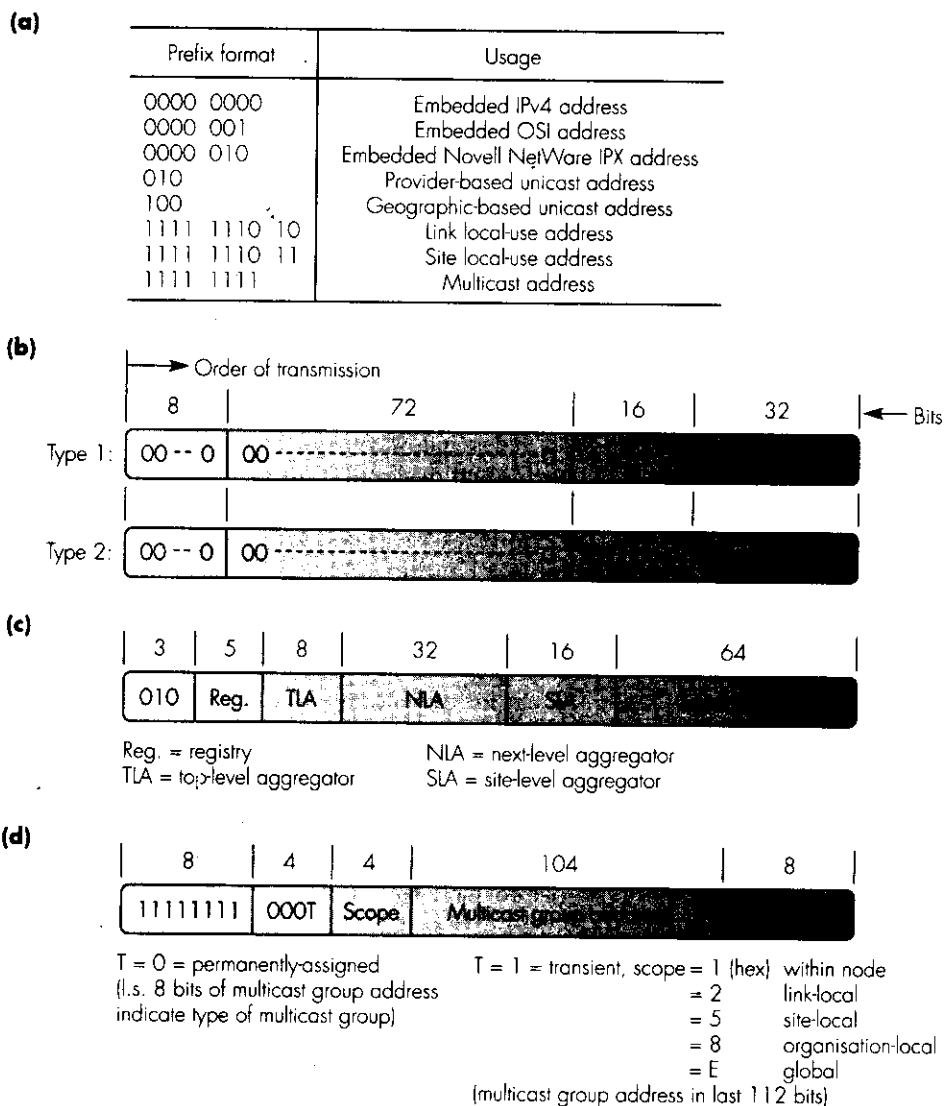 (a)
Prefix format Usage
0000 0000 Embedded IPv4 address
0000 001 Embedded OSI address
0000 010 Embedded Novell NetWare IPX address
010 Provider-based unicast address
100 Geographic-based unicast address
1111 1110 10 Link local-use address
1111 1110 11 Site local-use address
1111 1111 Multicast address
(b)
Order of transmission
8 72 16 32 Bits
Type 1: 00 -- 0 00
Type 2: 00 -- 0 00
(c)
3 5 8 32 16 64
010 Reg. TLA NLA SLA
Reg. = registry NLA = next-level aggregator
TLA = top-level aggregator SLA = site-level aggregator
(d)
8 4 4 104 8
11111111 000T Scope Multicast group
T = 0 = permanently-assigned T = 1 = transient, scope = 1 (hex) within node
(l.s. 8 bits of multicast group address = 2 link-local
indicate type of multicast group) = 5 site-local
= 8 organisation-local
= E global
(multicast group address in last 112 bits)